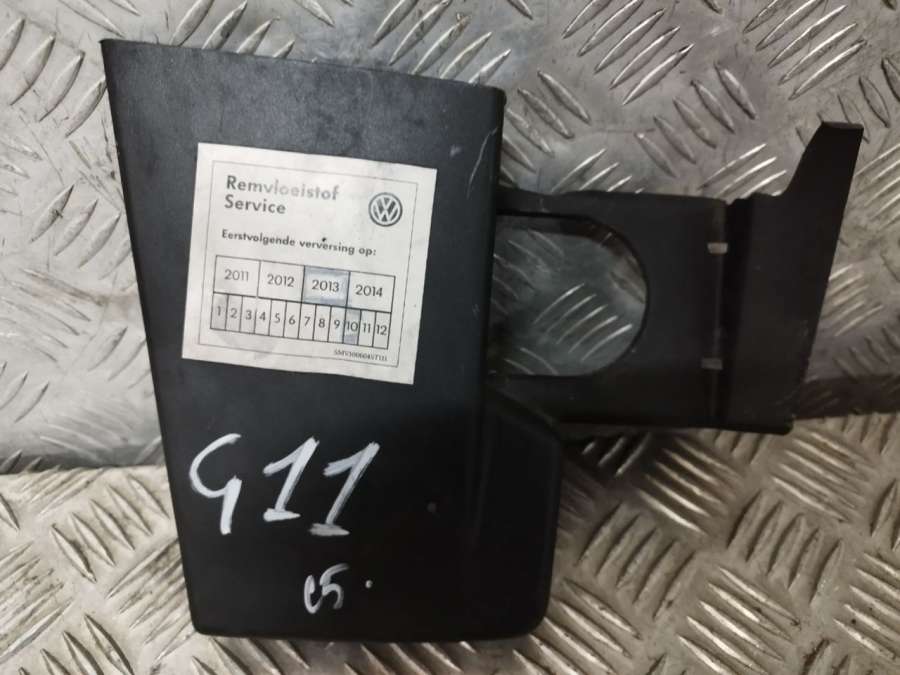 Remvloeistof
Service
Eerstvolgende verversing op:
2011 2012 2013 2014
1 2 3 4 5 6 7 8 9 10 11 12
G11
c5.